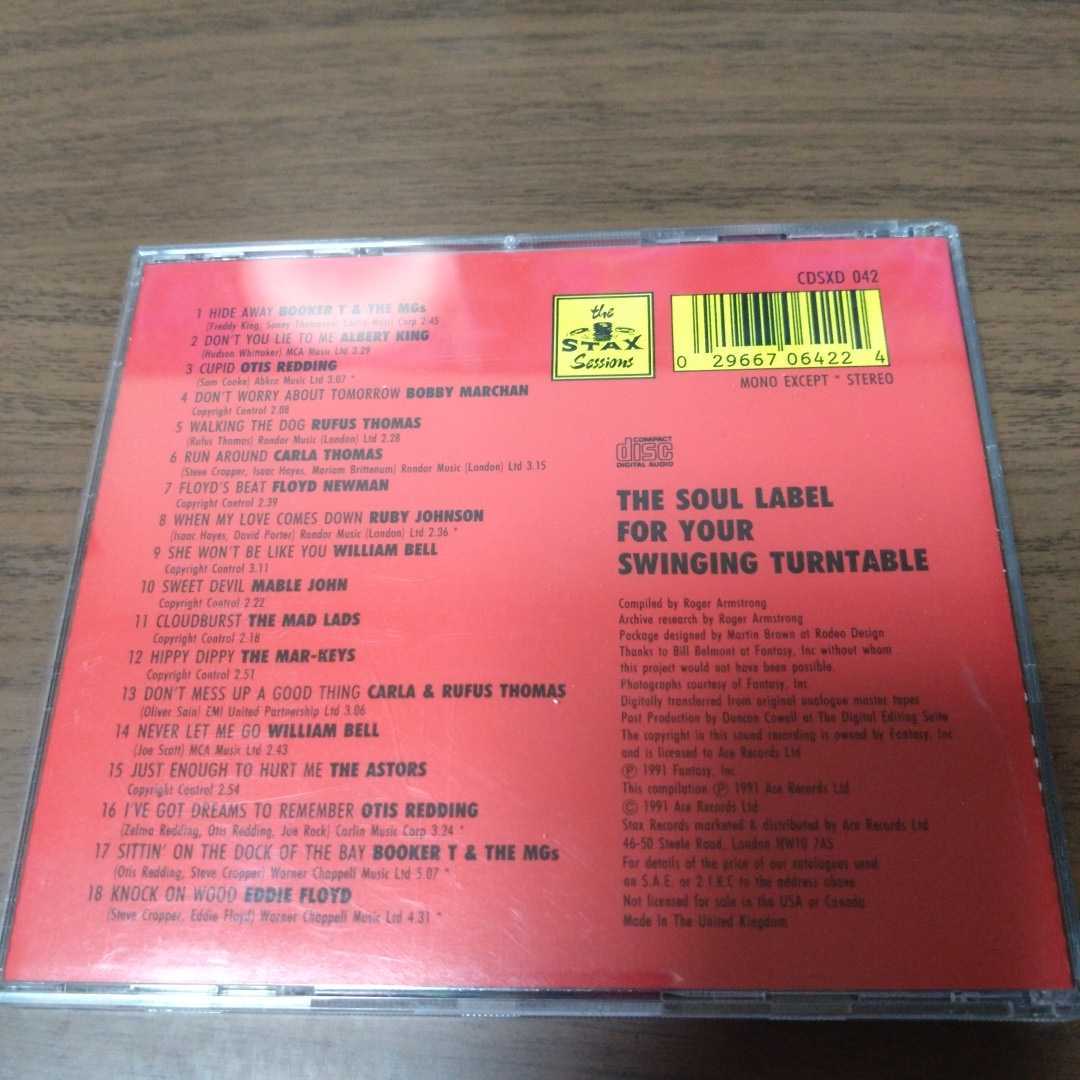 1 HIDE AWAY BOOKER T & THE MGs
(Freddy King, Sonny Thompson) Carlin Music Corp 2.45
2 DON'T YOU LIE TO ME ALBERT KING
(Hudson Whittaker) MCA Music Ltd 3.29
3 CUPID OTIS REDDING
(Sam Cooke) Abkco Music Ltd 3.07 *
4 DON'T WORRY ABOUT TOMORROW BOBBY MARCHAN
Copyright Control 2.08
5 WALKING THE DOG RUFUS THOMAS
(Rufus Thomas) Rondor Music (London) Ltd 2.28
6 RUN AROUND CARLA THOMAS
(Steve Cropper, Isaac Hayes, Mariam Brittenum) Rondor Music (London) Ltd 3.15
7 FLOYD'S BEAT FLOYD NEWMAN
Copyright Control 2.39
8 WHEN MY LOVE COMES DOWN RUBY JOHNSON
(Isaac Hayes, David Porter) Rondor Music (London) Ltd 2.36 *
9 SHE WON'T BE LIKE YOU WILLIAM BELL
Copyright Control 3.11
10 SWEET DEVIL MABLE JOHN
Copyright Control 2.22
11 CLOUDBURST THE MAD LADS
Copyright Control 2.18
12 HIPPY DIPPY THE MAR-KEYS
Copyright Control 2.51
13 DON'T MESS UP A GOOD THING CARLA & RUFUS THOMAS
(Oliver Sain) EMI United Partnership Ltd 3.06
14 NEVER LET ME GO WILLIAM BELL
(Joe Scott) MCA Music Ltd 2.43
15 JUST ENOUGH TO HURT ME THE ASTORS
Copyright Control 2.54
16 I'VE GOT DREAMS TO REMEMBER OTIS REDDING
(Zelma Redding, Otis Redding, Joe Rock) Carlin Music Corp 3.24 *
17 SITTIN' ON THE DOCK OF THE BAY BOOKER T & THE MGs
(Otis Redding, Steve Cropper) Warner Chappell Music Ltd 5.07 *
18 KNOCK ON WOOD EDDIE FLOYD
(Steve Cropper, Eddie Floyd) Warner Chappell Music Ltd 4.31 *
the
STAX
Sessions
CDSXD 042
0 29667 06422 4
MONO EXCEPT * STEREO
COMPACT
disc
DIGITAL AUDIO
THE SOUL LABEL
FOR YOUR
SWINGING TURNTABLE
Compiled by Roger Armstrong
Archive research by Roger Armstrong
Package designed by Martin Brown at Rodeo Design
Thanks to Bill Belmont at Fantasy, Inc without whom
this project would not have been possible.
Photographs courtesy of Fantasy, Inc
Digitally transferred from original analogue master tapes
Post Production by Duncan Cowell at The Digital Editing Suite
The copyright in this sound recording is owned by Fantasy, Inc
and is licensed to Ace Records Ltd
Ⓟ 1991 Fantasy, Inc
This compilation Ⓟ 1991 Ace Records Ltd
© 1991 Ace Records Ltd
Stax Records marketed & distributed by Ace Records Ltd
46-50 Steele Road, London NW10 7AS
For details of the price of our catalogues send
an S.A.E. or 2 I.R.C to the address above
Not licensed for sale in the USA or Canada.
Made In The United Kingdom